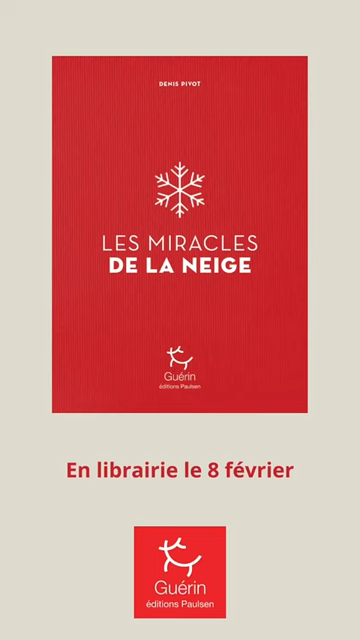 DENIS PIVOT
LES MIRACLES
DE LA NEIGE
Guérin
éditions Paulsen
En librairie le 8 février
Guérin
éditions Paulsen